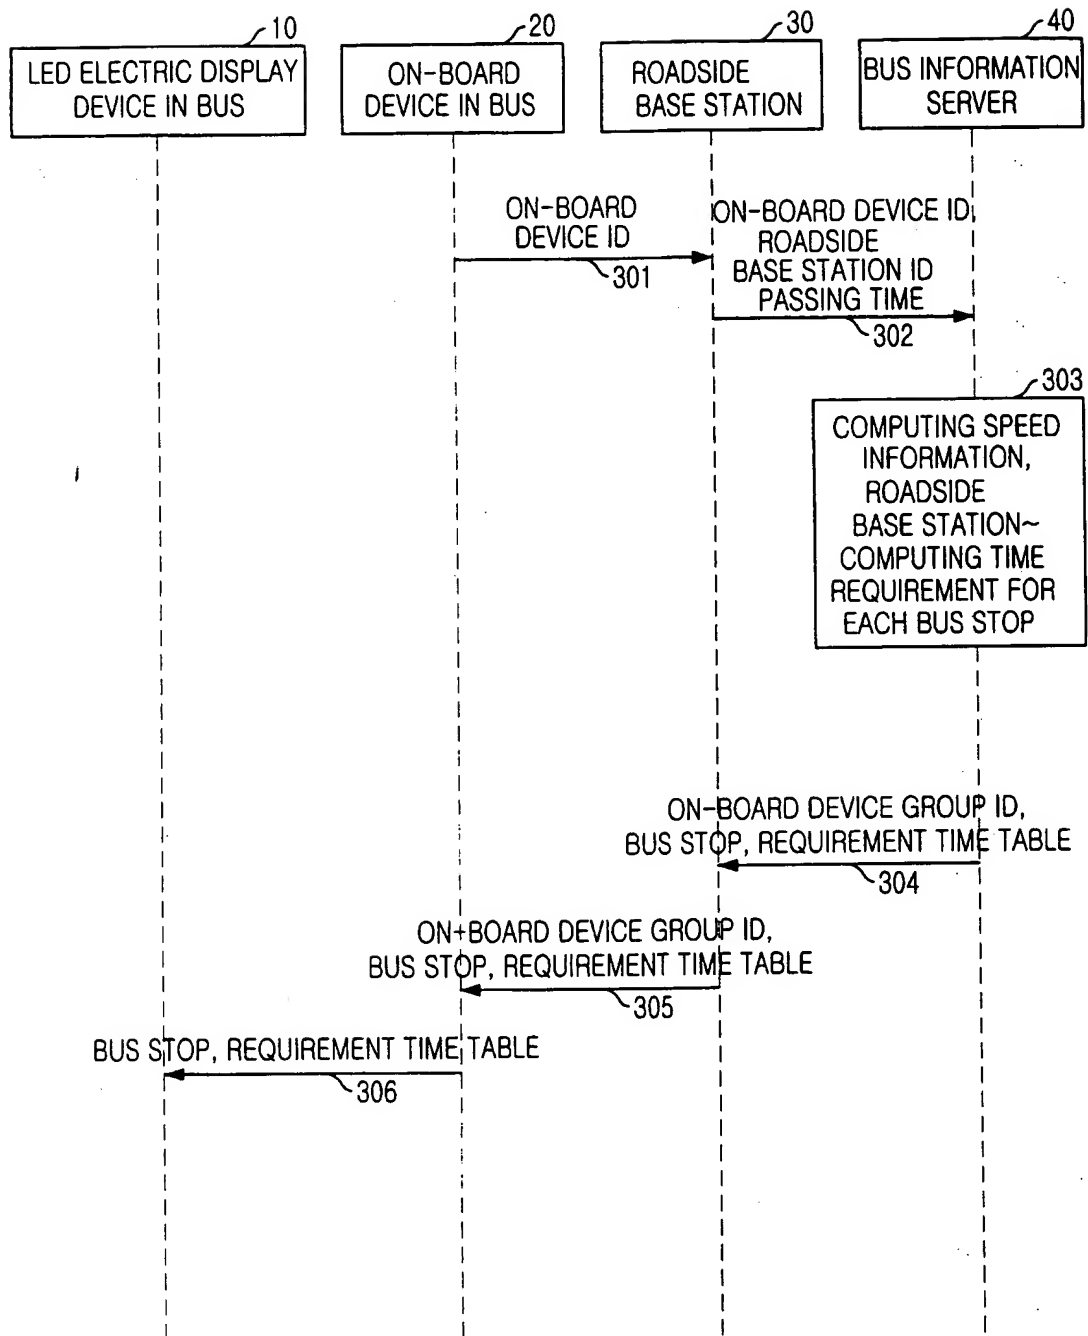 10
20
30
40
LED ELECTRIC DISPLAY
DEVICE IN BUS
ON-BOARD
DEVICE IN BUS
ROADSIDE
BASE STATION
BUS INFORMATION
SERVER
ON-BOARD
DEVICE ID
301
ON-BOARD DEVICE ID
ROADSIDE
BASE STATION ID
PASSING TIME
302
303
COMPUTING SPEED
INFORMATION,
ROADSIDE
BASE STATION~
COMPUTING TIME
REQUIREMENT FOR
EACH BUS STOP
ON-BOARD DEVICE GROUP ID,
BUS STOP, REQUIREMENT TIME TABLE
304
ON-BOARD DEVICE GROUP ID,
BUS STOP, REQUIREMENT TIME TABLE
305
BUS STOP, REQUIREMENT TIME TABLE
306